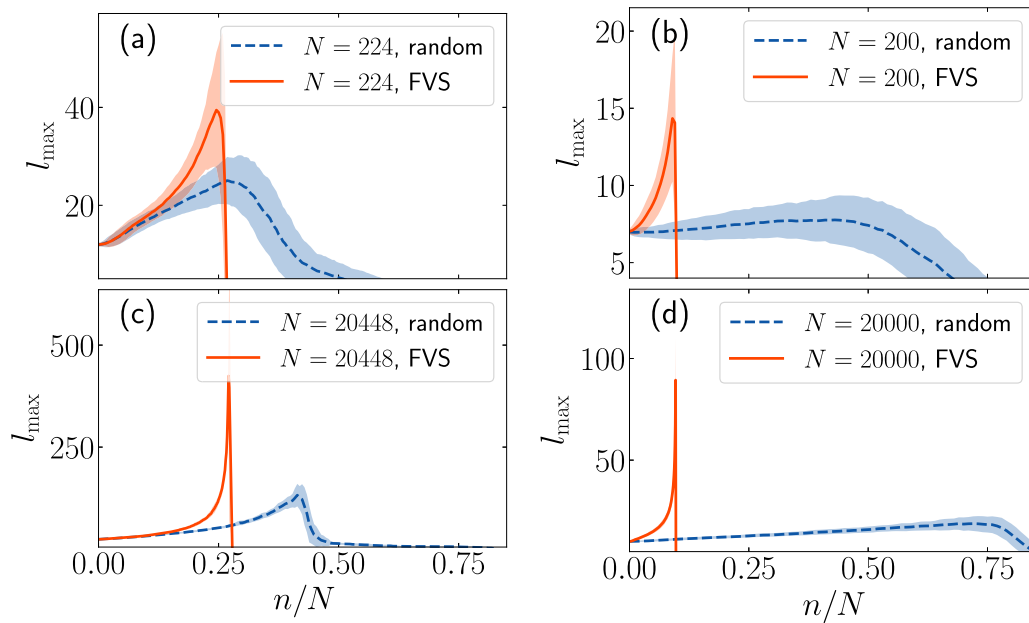 (a)
N = 224, random
N = 224, FVS
40
20
l_max
(b)
N = 200, random
N = 200, FVS
20
15
10
5
l_max
(c)
N = 20448, random
N = 20448, FVS
500
250
l_max
0.00 0.25 0.50 0.75
n/N
(d)
N = 20000, random
N = 20000, FVS
100
50
l_max
0.00 0.25 0.50 0.75
n/N